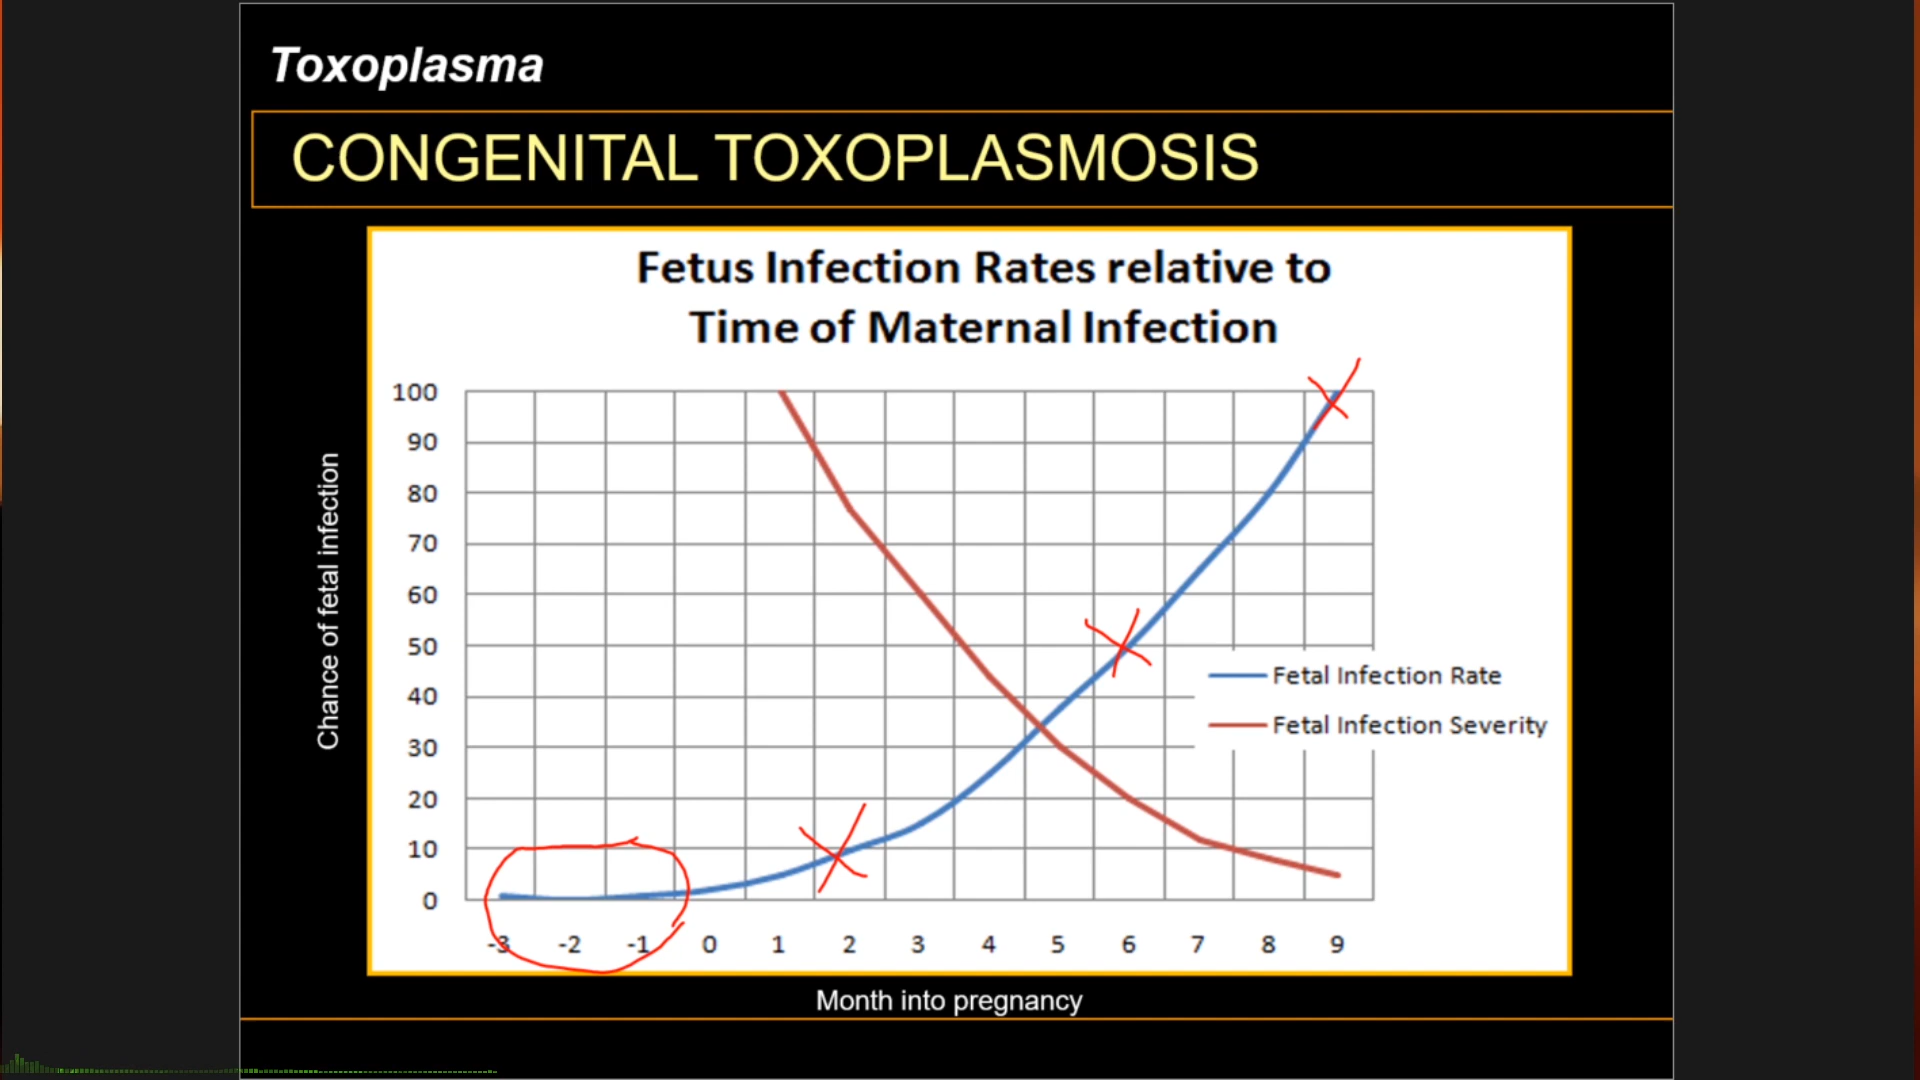 Toxoplasma
CONGENITAL TOXOPLASMOSIS
Fetus Infection Rates relative to
Time of Maternal Infection
Chance of fetal infection
100
90
80
70
60
50
40
30
20
10
0
Fetal Infection Rate
Fetal Infection Severity
-3 -2 -1 0 1 2 3 4 5 6 7 8 9
Month into pregnancy